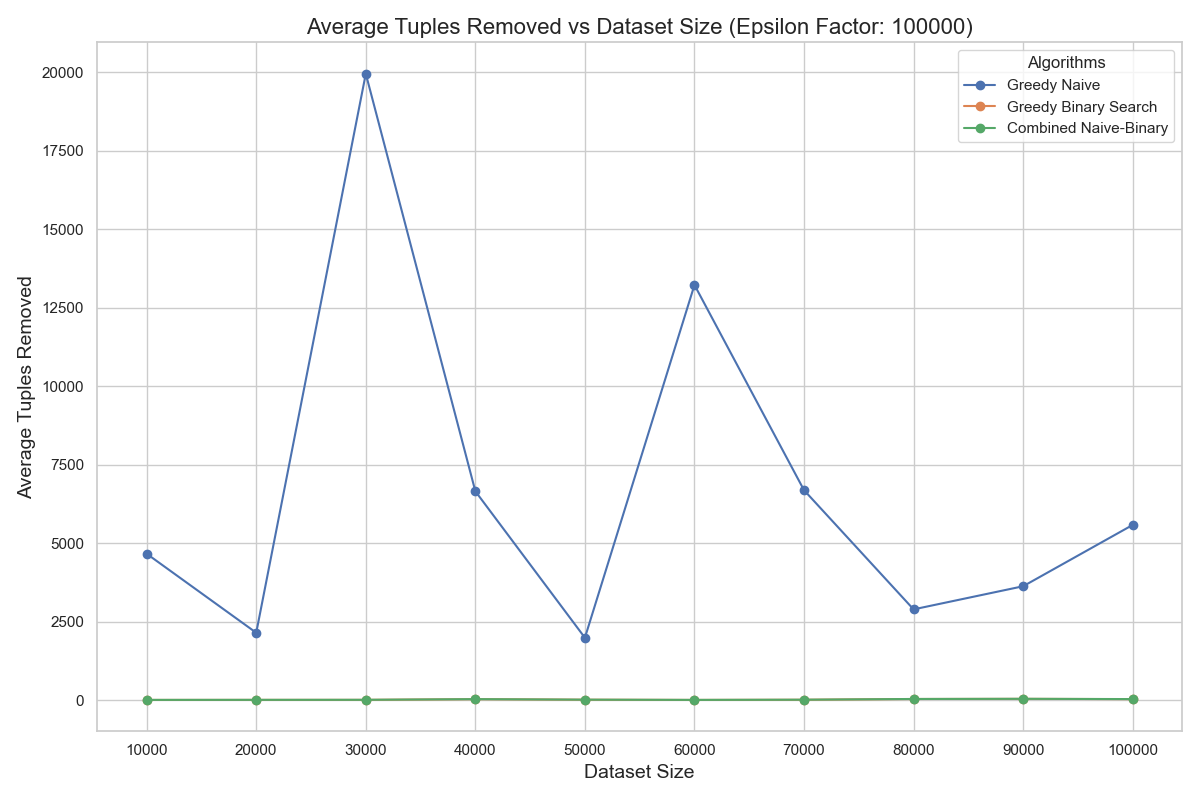 Average Tuples Removed vs Dataset Size (Epsilon Factor: 100000)
Algorithms
Greedy Naive
Greedy Binary Search
Combined Naive-Binary
Average Tuples Removed
20000
17500
15000
12500
10000
7500
5000
2500
0
10000 20000 30000 40000 50000 60000 70000 80000 90000 100000
Dataset Size